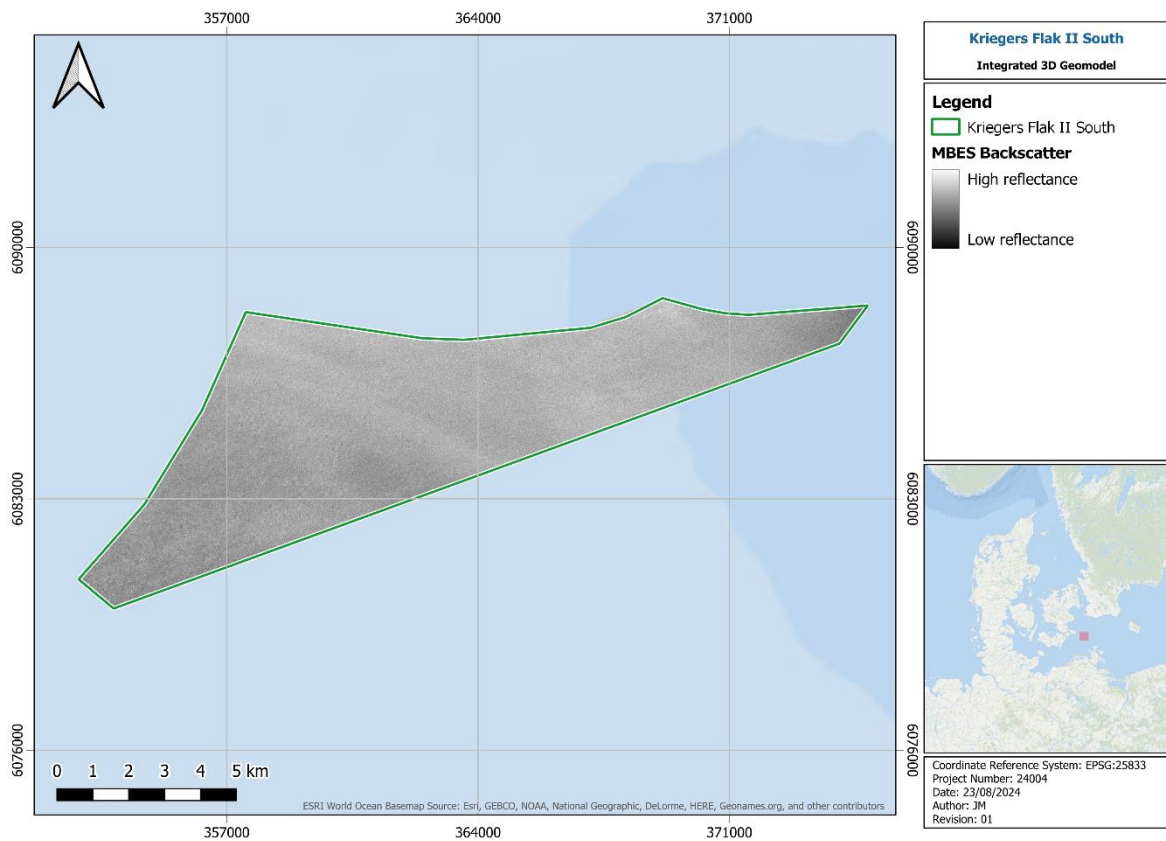 357000
364000
371000
Kriegers Flak II South
Integrated 3D Geomodel
Legend
Kriegers Flak II South
MBES Backscatter
High reflectance
Low reflectance
6090000
6090000
6083000
6083000
6076000
6076000
0 1 2 3 4 5 km
ESRI World Ocean Basemap Source: Esri, GEBCO, NOAA, National Geographic, DeLorme, HERE, Geonames.org, and other contributors
357000
364000
371000
Coordinate Reference System: EPSG:25833
Project Number: 24004
Date: 23/08/2024
Author: JM
Revision: 01